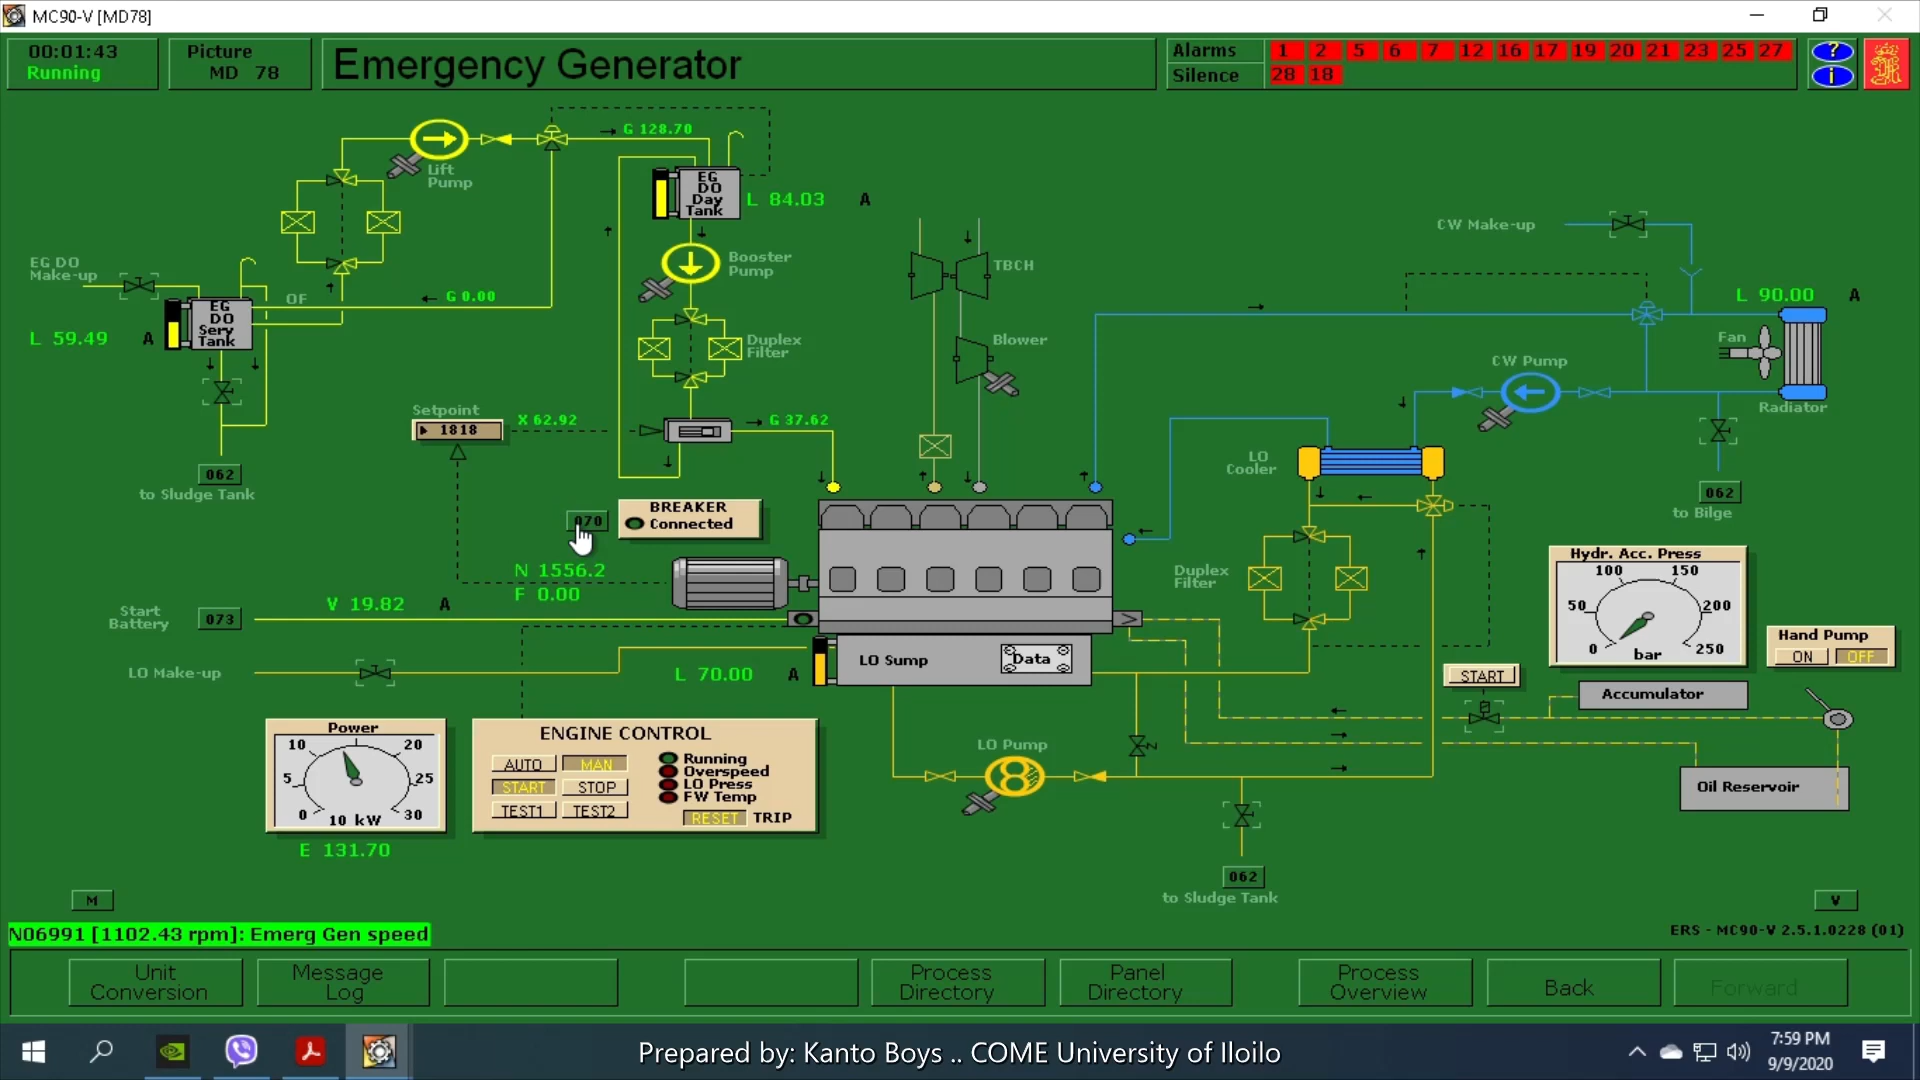 MC90-V [MD78]
00:01:43
Running
Picture
MD 78
Emergency Generator
Alarms 1 2 5 6 7 12 16 17 19 20 21 23 25 27
Silence 28 18
?
i
G 128.70
Lift
Pump
EG
DO
Day
Tank
L 84.03 A
EG DO
Make-up
OF
G 0.00
EG
DO
Serv
Tank
L 59.49 A
Booster
Pump
Duplex
Filter
TBCH
Blower
CW Make-up
L 90.00 A
Fan
CW Pump
Radiator
Setpoint
1818
X 62.92
G 37.62
062
to Sludge Tank
LO
Cooler
062
to Bilge
070
BREAKER
Connected
N 1556.2
F 0.00
V 19.82 A
Start
Battery
073
LO Make-up
L 70.00 A
LO Sump
Data
Duplex
Filter
Hydr. Acc. Press
100 150
50 200
0 250
bar
Hand Pump
ON OFF
START
Accumulator
Oil Reservoir
Power
10 20
5 25
0 30
10 kW
E 131.70
ENGINE CONTROL
AUTO MAN
START STOP
TEST1 TEST2
Running
Overspeed
LO Press
FW Temp
RESET TRIP
LO Pump
062
to Sludge Tank
M
V
N06991 [1102.43 rpm]: Emerg Gen speed
ERS - MC90-V 2.5.1.0228 (01)
Unit
Conversion
Message
Log
Process
Directory
Panel
Directory
Process
Overview
Back
Forward
Prepared by: Kanto Boys .. COME University of Iloilo
7:59 PM
9/9/2020